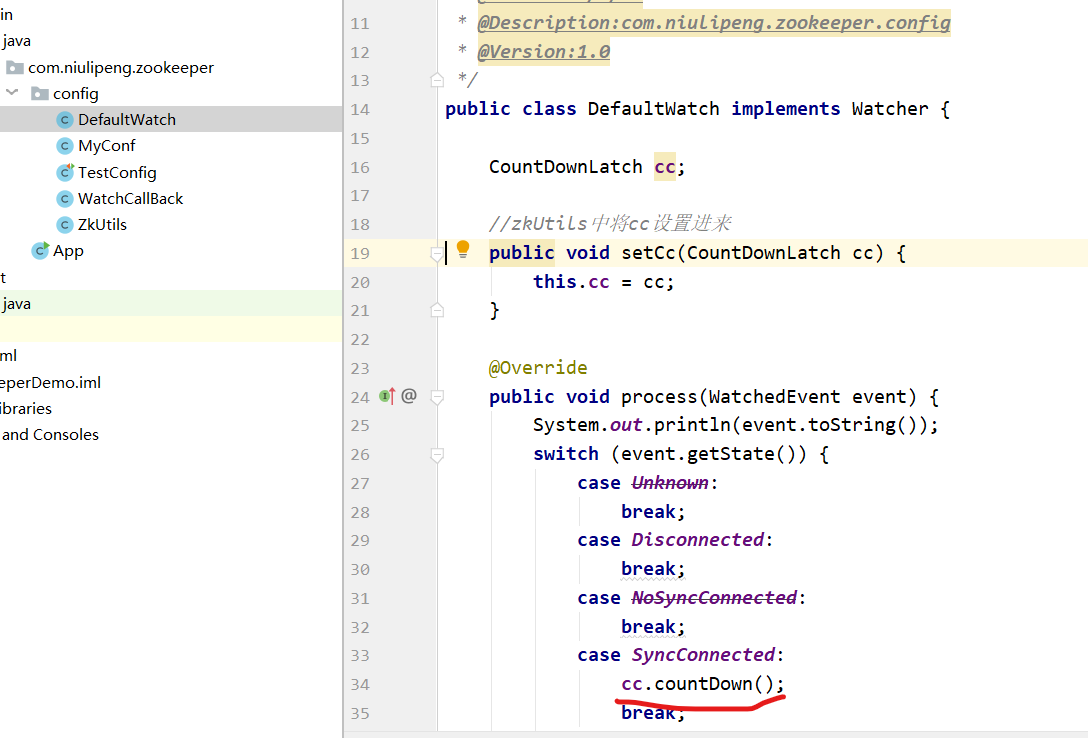 in
java
com.niulipeng.zookeeper
config
DefaultWatch
MyConf
TestConfig
WatchCallBack
ZkUtils
App
t
java
ml
eperDemo.iml
ibraries
and Consoles
11 * @Description:com.niulipeng.zookeeper.config
12 * @Version:1.0
13 */
14 public class DefaultWatch implements Watcher {
15
16 CountDownLatch cc;
17
18 //zkUtils中将cc设置进来
19 public void setCc(CountDownLatch cc) {
20 this.cc = cc;
21 }
22
23 @Override
24 public void process(WatchedEvent event) {
25 System.out.println(event.toString());
26 switch (event.getState()) {
27 case Unknown:
28 break;
29 case Disconnected:
30 break;
31 case NoSyncConnected:
32 break;
33 case SyncConnected:
34 cc.countDown();
35 break;